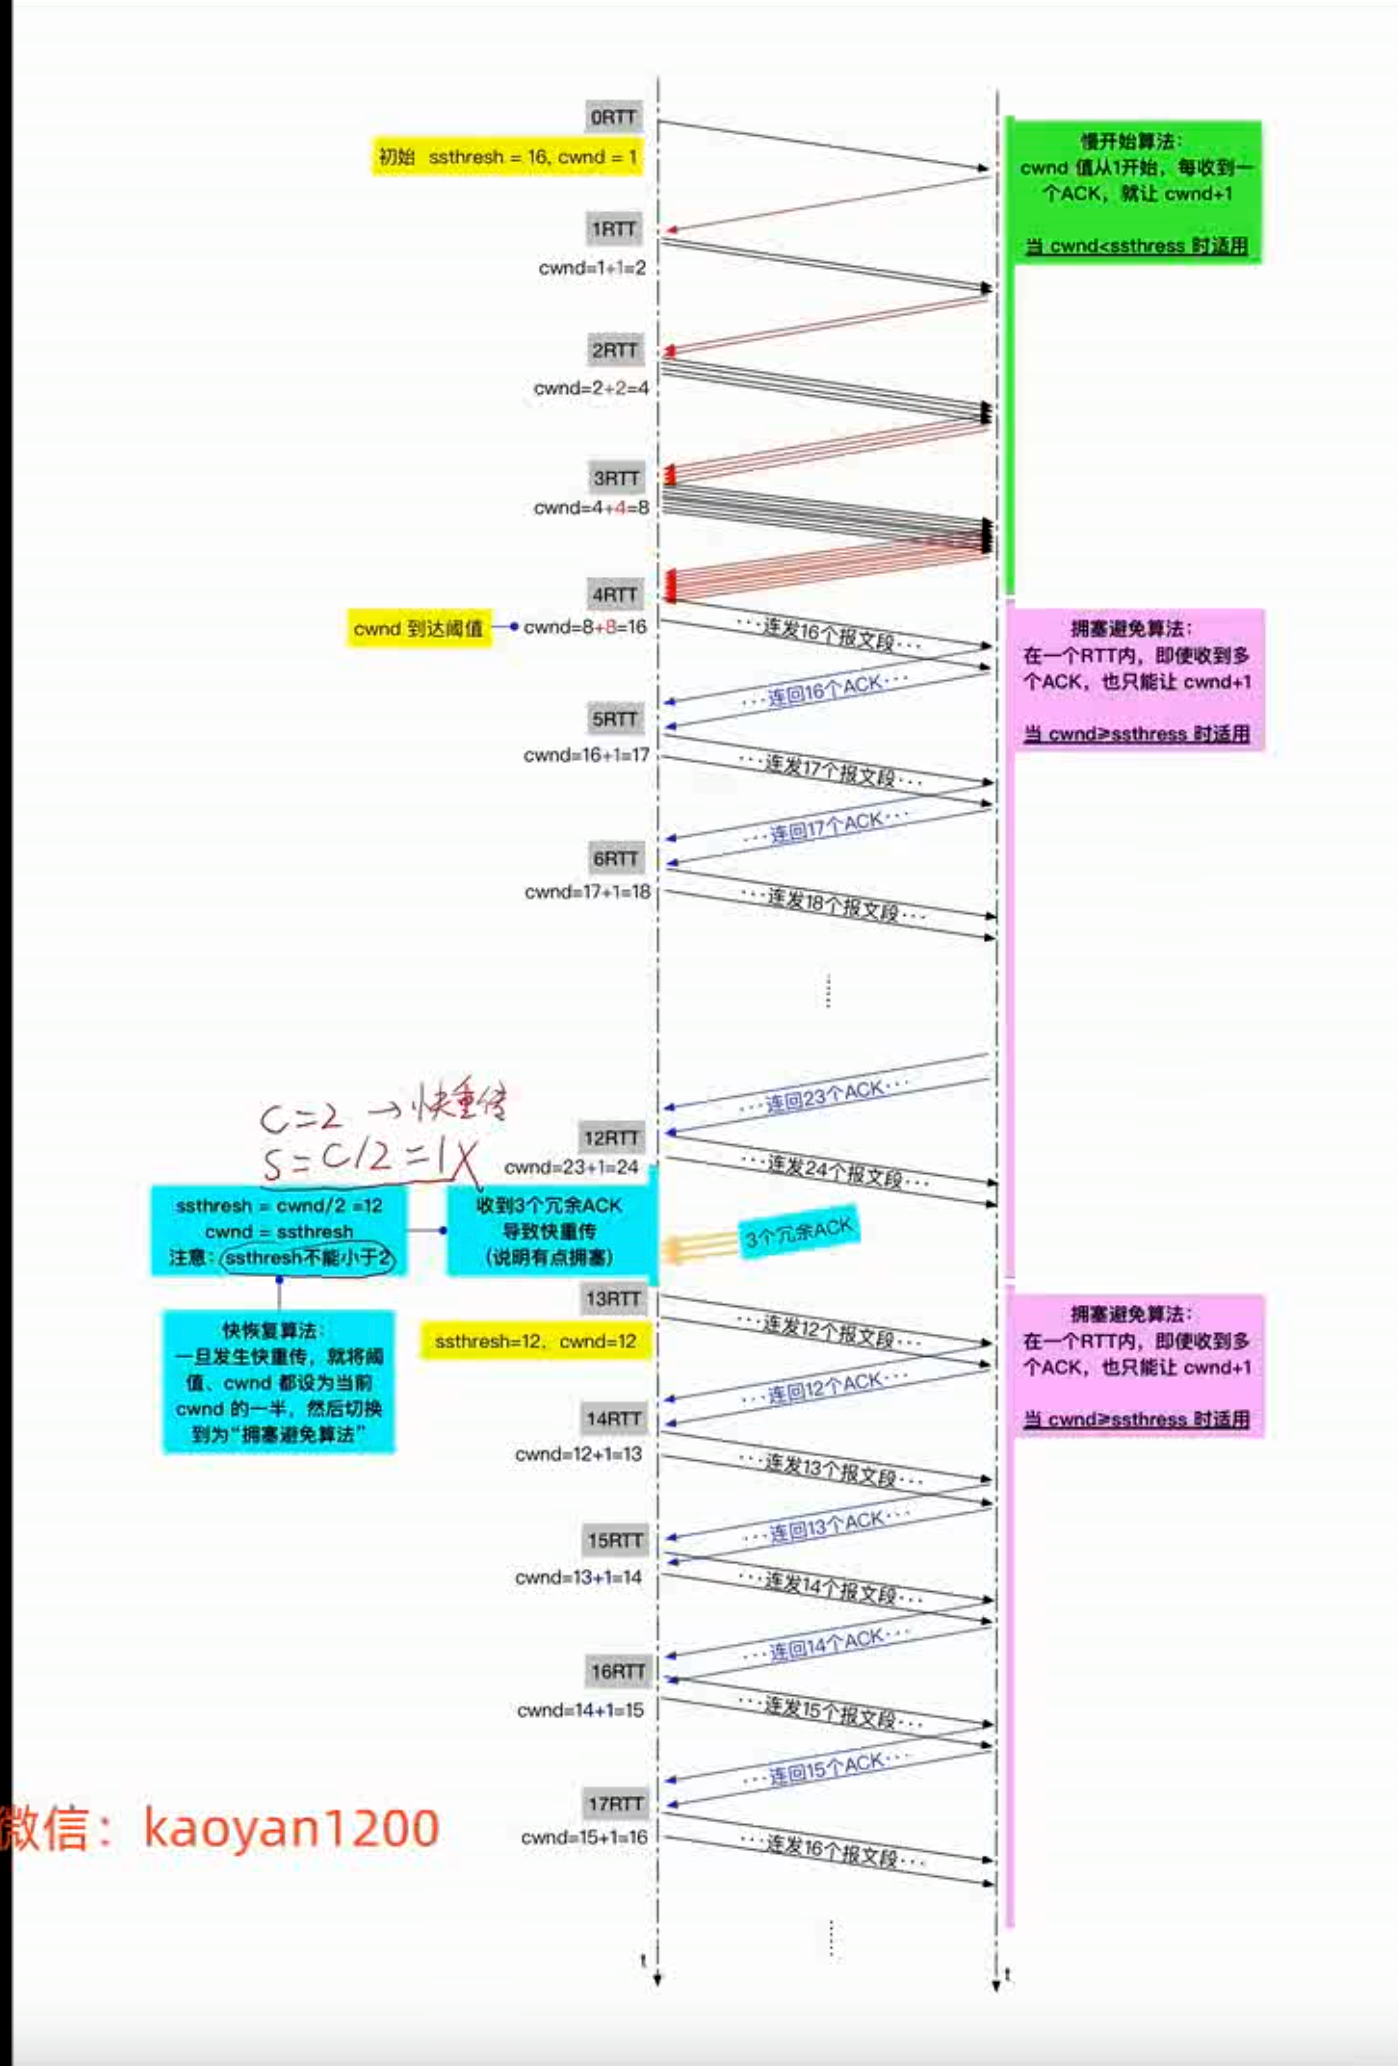 0RTT
初始 ssthresh = 16, cwnd = 1
慢开始算法：
cwnd 值从1开始，每收到一
个ACK，就让 cwnd+1
当 cwnd<ssthress 时适用
1RTT
cwnd=1+1=2
2RTT
cwnd=2+2=4
3RTT
cwnd=4+4=8
4RTT
cwnd 到达阈值
cwnd=8+8=16
···连发16个报文段···
···连回16个ACK···
拥塞避免算法：
在一个RTT内，即使收到多
个ACK，也只能让 cwnd+1
当 cwnd≥ssthress 时适用
5RTT
cwnd=16+1=17
···连发17个报文段···
···连回17个ACK···
6RTT
cwnd=17+1=18
···连发18个报文段···
···连回23个ACK···
C=2 →快重传
S=C/2=1X
12RTT
cwnd=23+1=24
···连发24个报文段···
ssthresh = cwnd/2 =12
cwnd = ssthresh
注意：ssthresh不能小于2
收到3个冗余ACK
导致快重传
（说明有点拥塞）
3个冗余ACK
快恢复算法：
一旦发生快重传，就将阈
值、cwnd 都设为当前
cwnd 的一半，然后切换
到为“拥塞避免算法”
13RTT
ssthresh=12，cwnd=12
···连发12个报文段···
···连回12个ACK···
拥塞避免算法：
在一个RTT内，即使收到多
个ACK，也只能让 cwnd+1
当 cwnd≥ssthress 时适用
14RTT
cwnd=12+1=13
···连发13个报文段···
···连回13个ACK···
15RTT
cwnd=13+1=14
···连发14个报文段···
···连回14个ACK···
16RTT
cwnd=14+1=15
···连发15个报文段···
···连回15个ACK···
17RTT
cwnd=15+1=16
···连发16个报文段···
微信：kaoyan1200
t
t